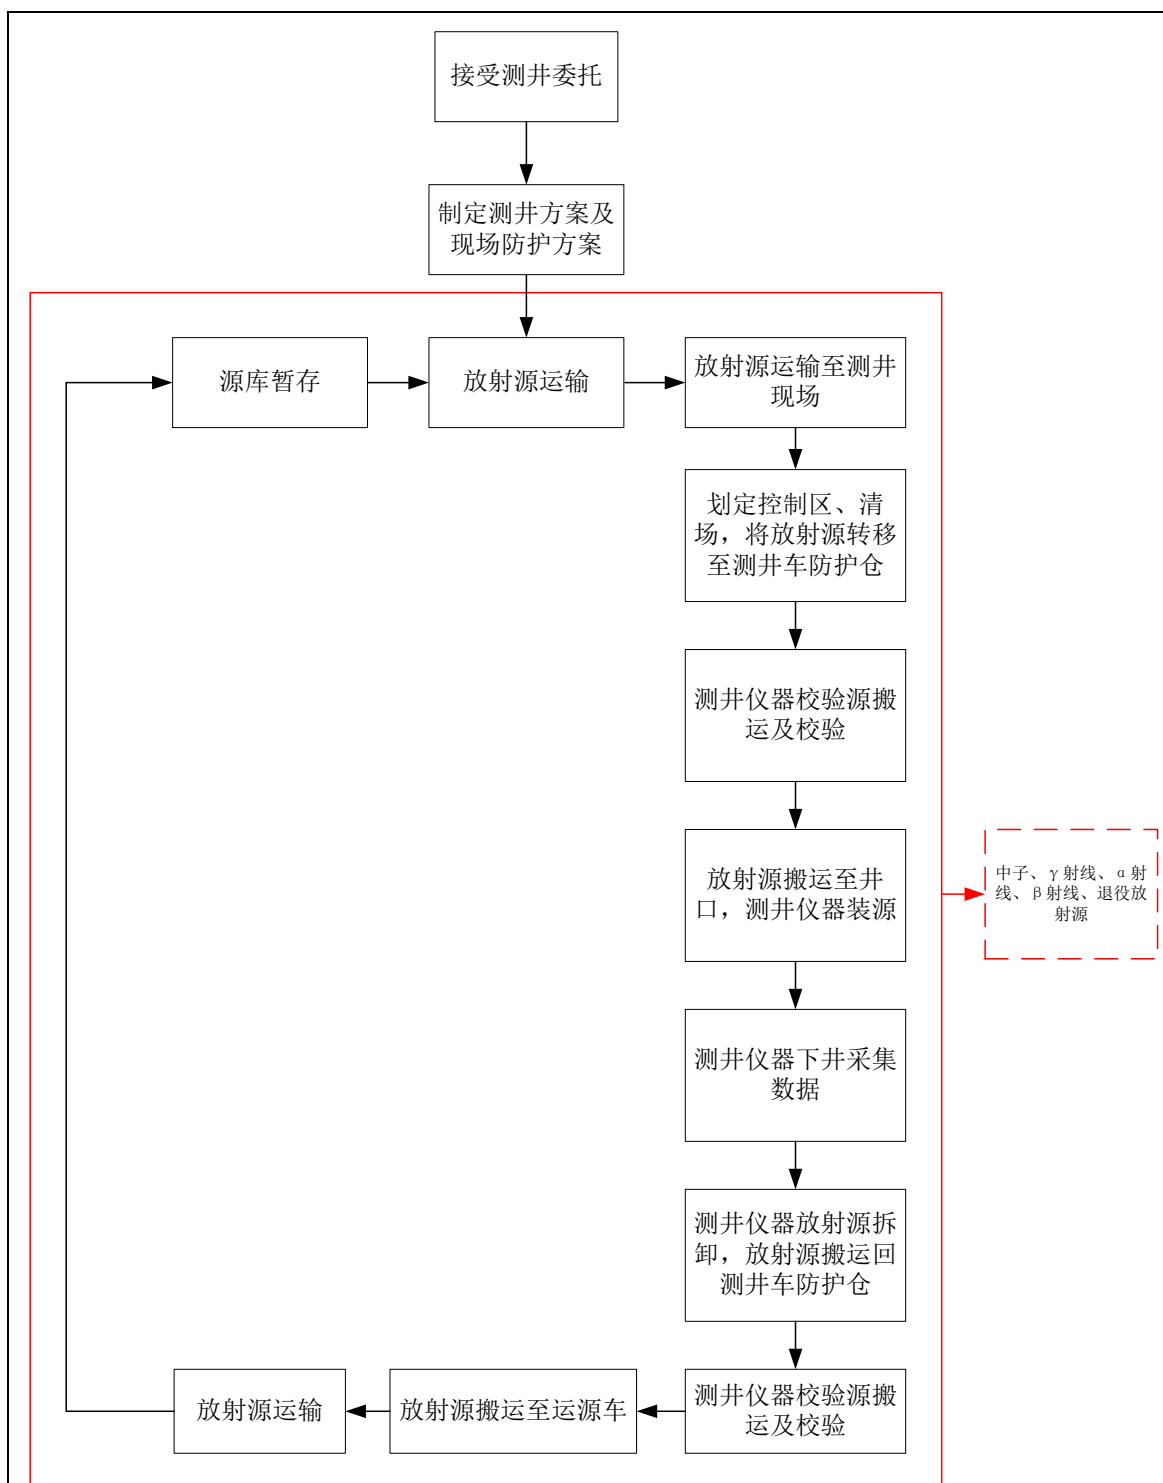 接受测井委托
制定测井方案及
现场防护方案
源库暂存
放射源运输
放射源运输至测井
现场
划定控制区、清
场，将放射源转移
至测井车防护仓
测井仪器校验源搬
运及校验
放射源搬运至井
口，测井仪器装源
中子、γ射线、α射
线、β射线、退役放
射源
测井仪器下井采集
数据
测井仪器放射源拆
卸，放射源搬运回
测井车防护仓
放射源运输
放射源搬运至运源车
测井仪器校验源搬
运及校验